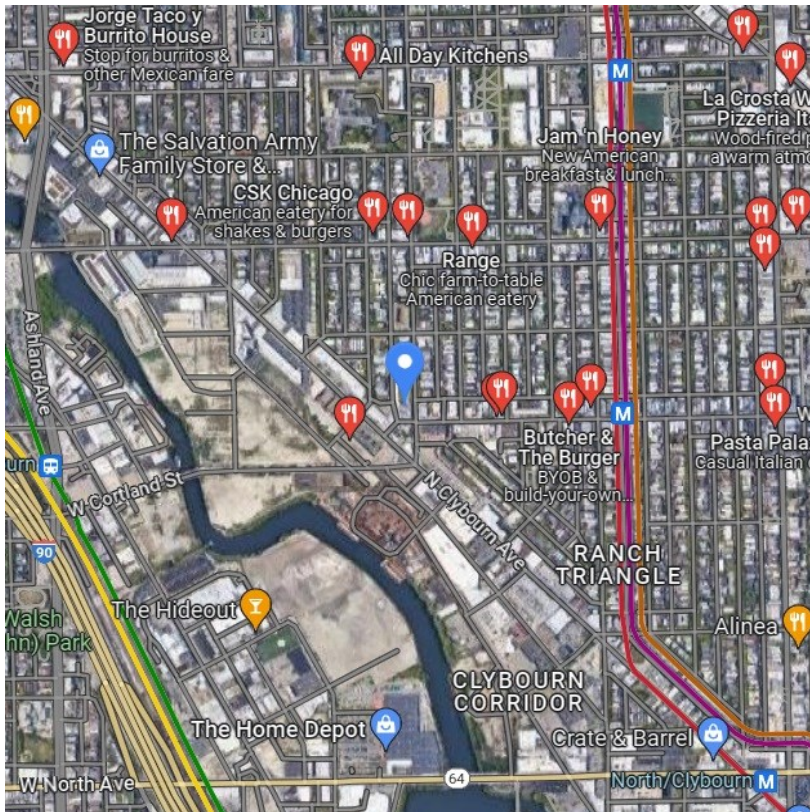 Jorge Taco y
Burrito House
Stop for burritos &
other Mexican fare
All Day Kitchens
M
La Crosta W
Pizzeria Ita
Wood-fired p
a warm atmo
The Salvation Army
Family Store &...
Jam 'n Honey
New American
breakfast & lunch...
CSK Chicago
American eatery for
shakes & burgers
Range
Chic farm-to-table
American eatery
Ashland Ave
M
W
Butcher &
The Burger
BYOB &
build-your-own...
Pasta Pala
Casual Italian
urn
W Cortland St
N Clybourn Ave
90
RANCH
TRIANGLE
The Hideout
Walsh
hn) Park
Alinea
CLYBOURN
CORRIDOR
The Home Depot
Crate & Barrel
W North Ave
64
North/Clybourn
M